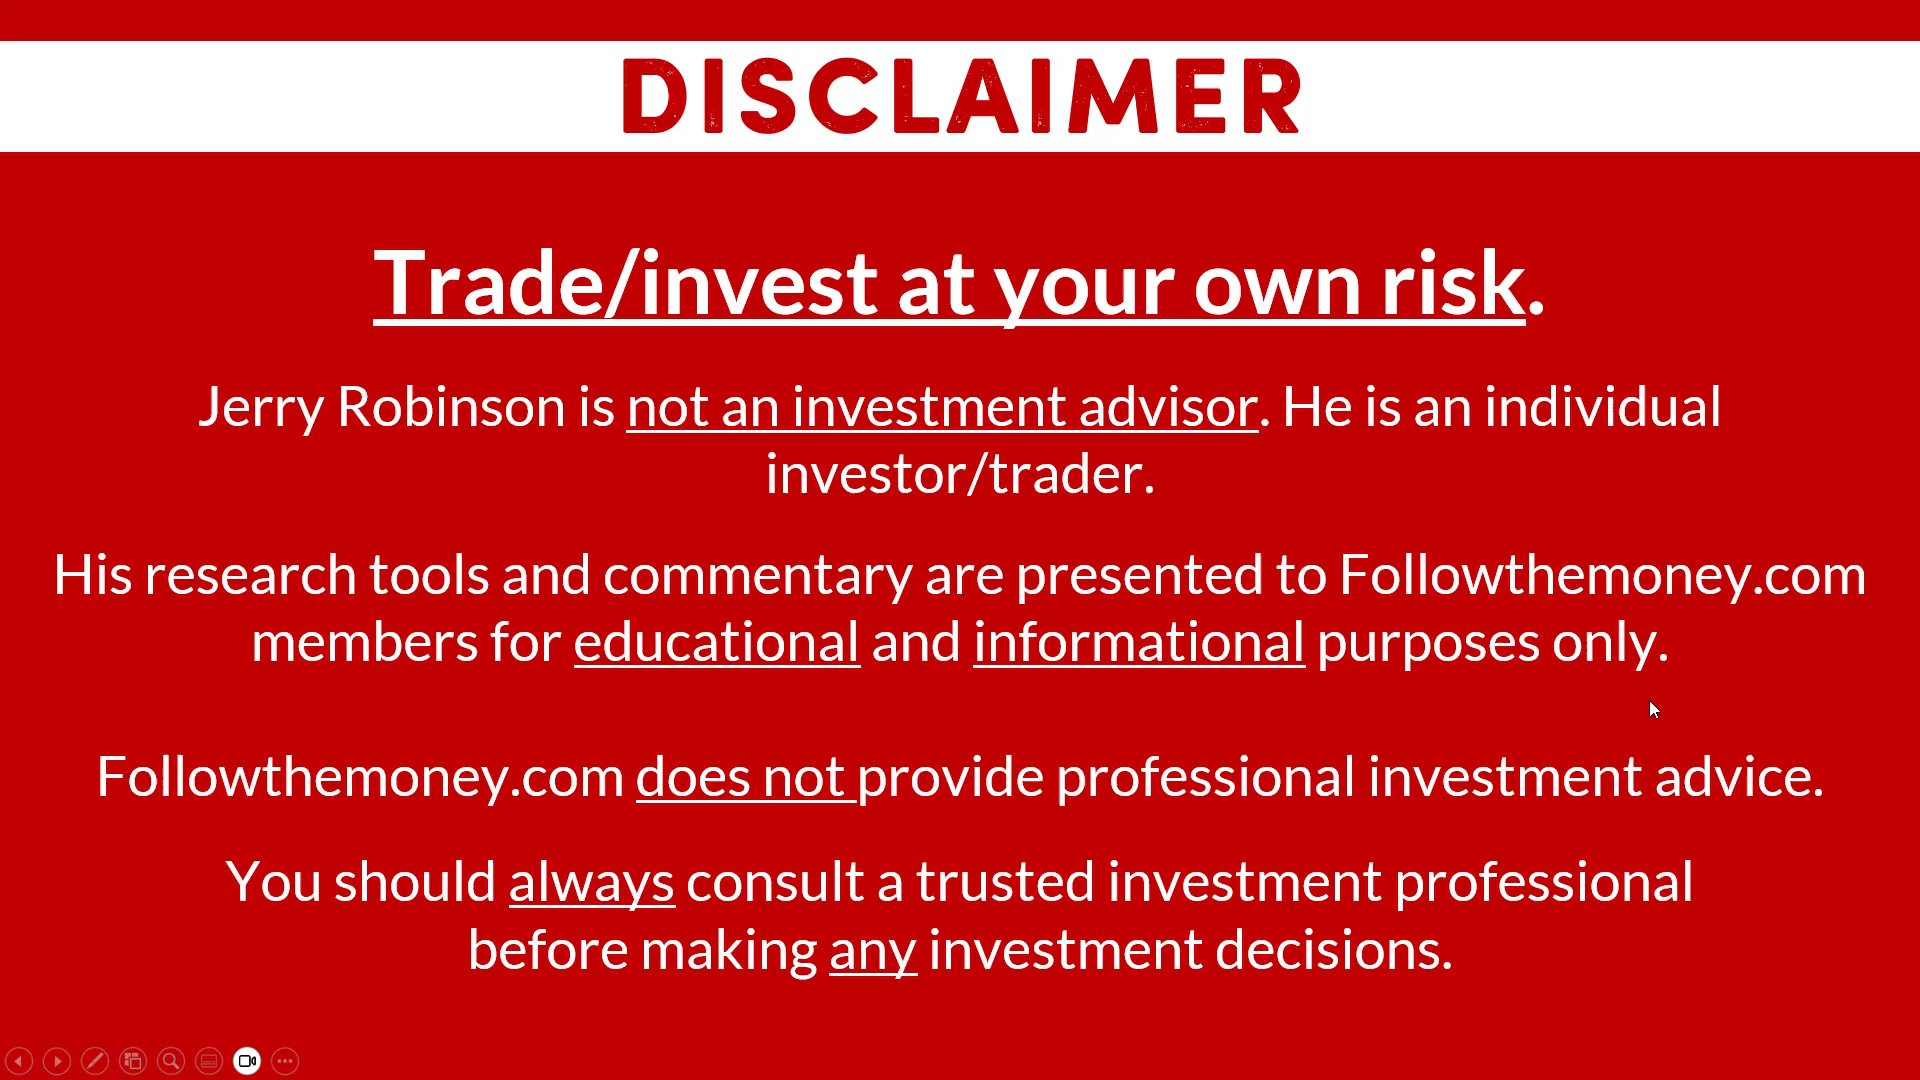 DISCLAIMER
Trade/invest at your own risk.
Jerry Robinson is not an investment advisor. He is an individual
investor/trader.
His research tools and commentary are presented to Followthemoney.com
members for educational and informational purposes only.
Followthemoney.com does not provide professional investment advice.
You should always consult a trusted investment professional
before making any investment decisions.